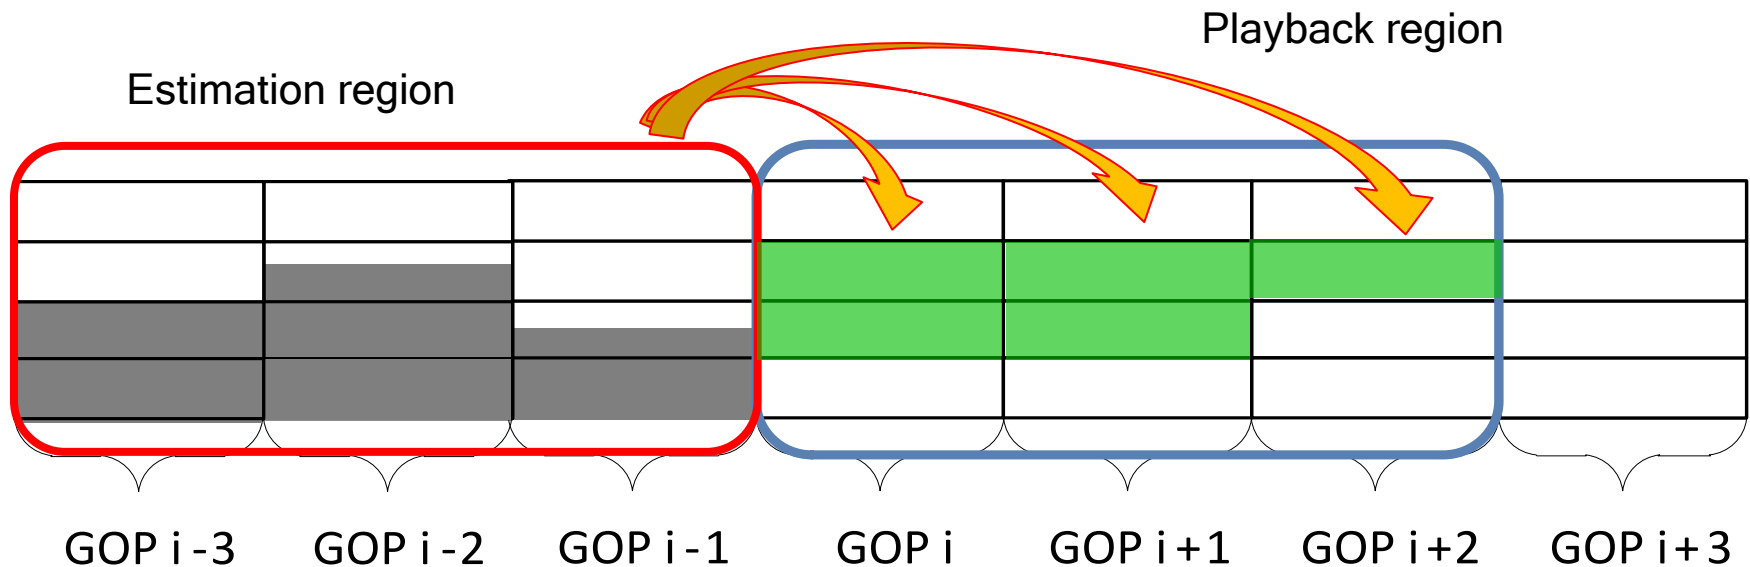 Playback region
Estimation region
GOP i-3 GOP i-2 GOP i-1 GOP i GOP i+1 GOP i+2 GOP i+3